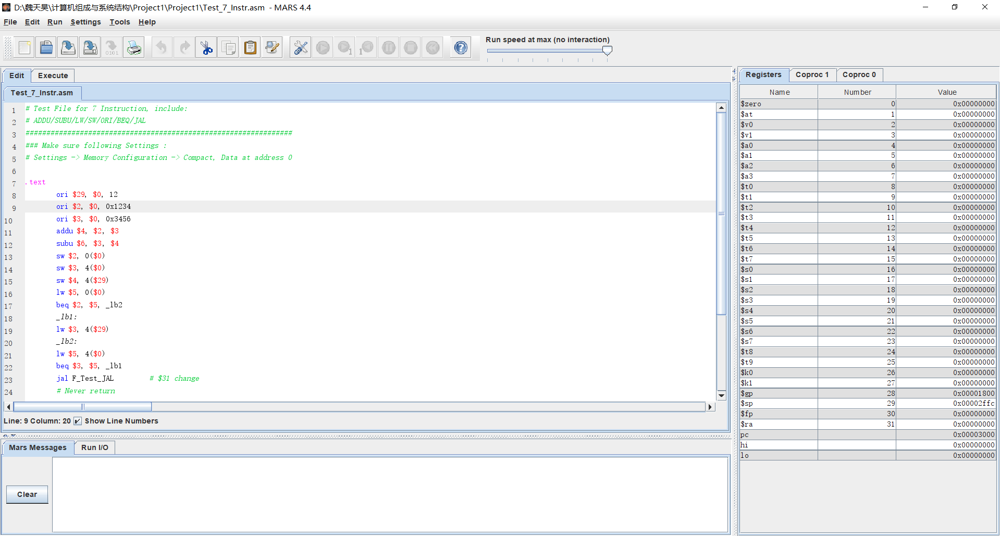 D:\魏天昊\计算机组成与系统结构\Project1\Project1\Test_7_Instr.asm - MARS 4.4
File Edit Run Settings Tools Help
0101 1 1
Run speed at max (no interaction)
Edit Execute
Test_7_Instr.asm
1 # Test File for 7 Instruction, include:
2 # ADDU/SUBU/LW/SW/ORI/BEQ/JAL
3 ################################################################
4 ### Make sure following Settings :
5 # Settings -> Memory Configuration -> Compact, Data at address 0
6
7 .text
8 ori $29, $0, 12
9 ori $2, $0, 0x1234
10 ori $3, $0, 0x3456
11 addu $4, $2, $3
12 subu $6, $3, $4
13 sw $2, 0($0)
14 sw $3, 4($0)
15 sw $4, 4($29)
16 lw $5, 0($0)
17 beq $2, $5, _lb2
18 _lb1:
19 lw $3, 4($29)
20 _lb2:
21 lw $5, 4($0)
22 beq $3, $5, _lb1
23 jal F_Test_JAL # $31 change
24 # Never return
Line: 9 Column: 20 Show Line Numbers
Mars Messages Run I/O
Clear
Registers Coproc 1 Coproc 0
Name Number Value
$zero 0 0x00000000
$at 1 0x00000000
$v0 2 0x00000000
$v1 3 0x00000000
$a0 4 0x00000000
$a1 5 0x00000000
$a2 6 0x00000000
$a3 7 0x00000000
$t0 8 0x00000000
$t1 9 0x00000000
$t2 10 0x00000000
$t3 11 0x00000000
$t4 12 0x00000000
$t5 13 0x00000000
$t6 14 0x00000000
$t7 15 0x00000000
$s0 16 0x00000000
$s1 17 0x00000000
$s2 18 0x00000000
$s3 19 0x00000000
$s4 20 0x00000000
$s5 21 0x00000000
$s6 22 0x00000000
$s7 23 0x00000000
$t8 24 0x00000000
$t9 25 0x00000000
$k0 26 0x00000000
$k1 27 0x00000000
$gp 28 0x00001800
$sp 29 0x00002ffc
$fp 30 0x00000000
$ra 31 0x00000000
pc 0x00003000
hi 0x00000000
lo 0x00000000